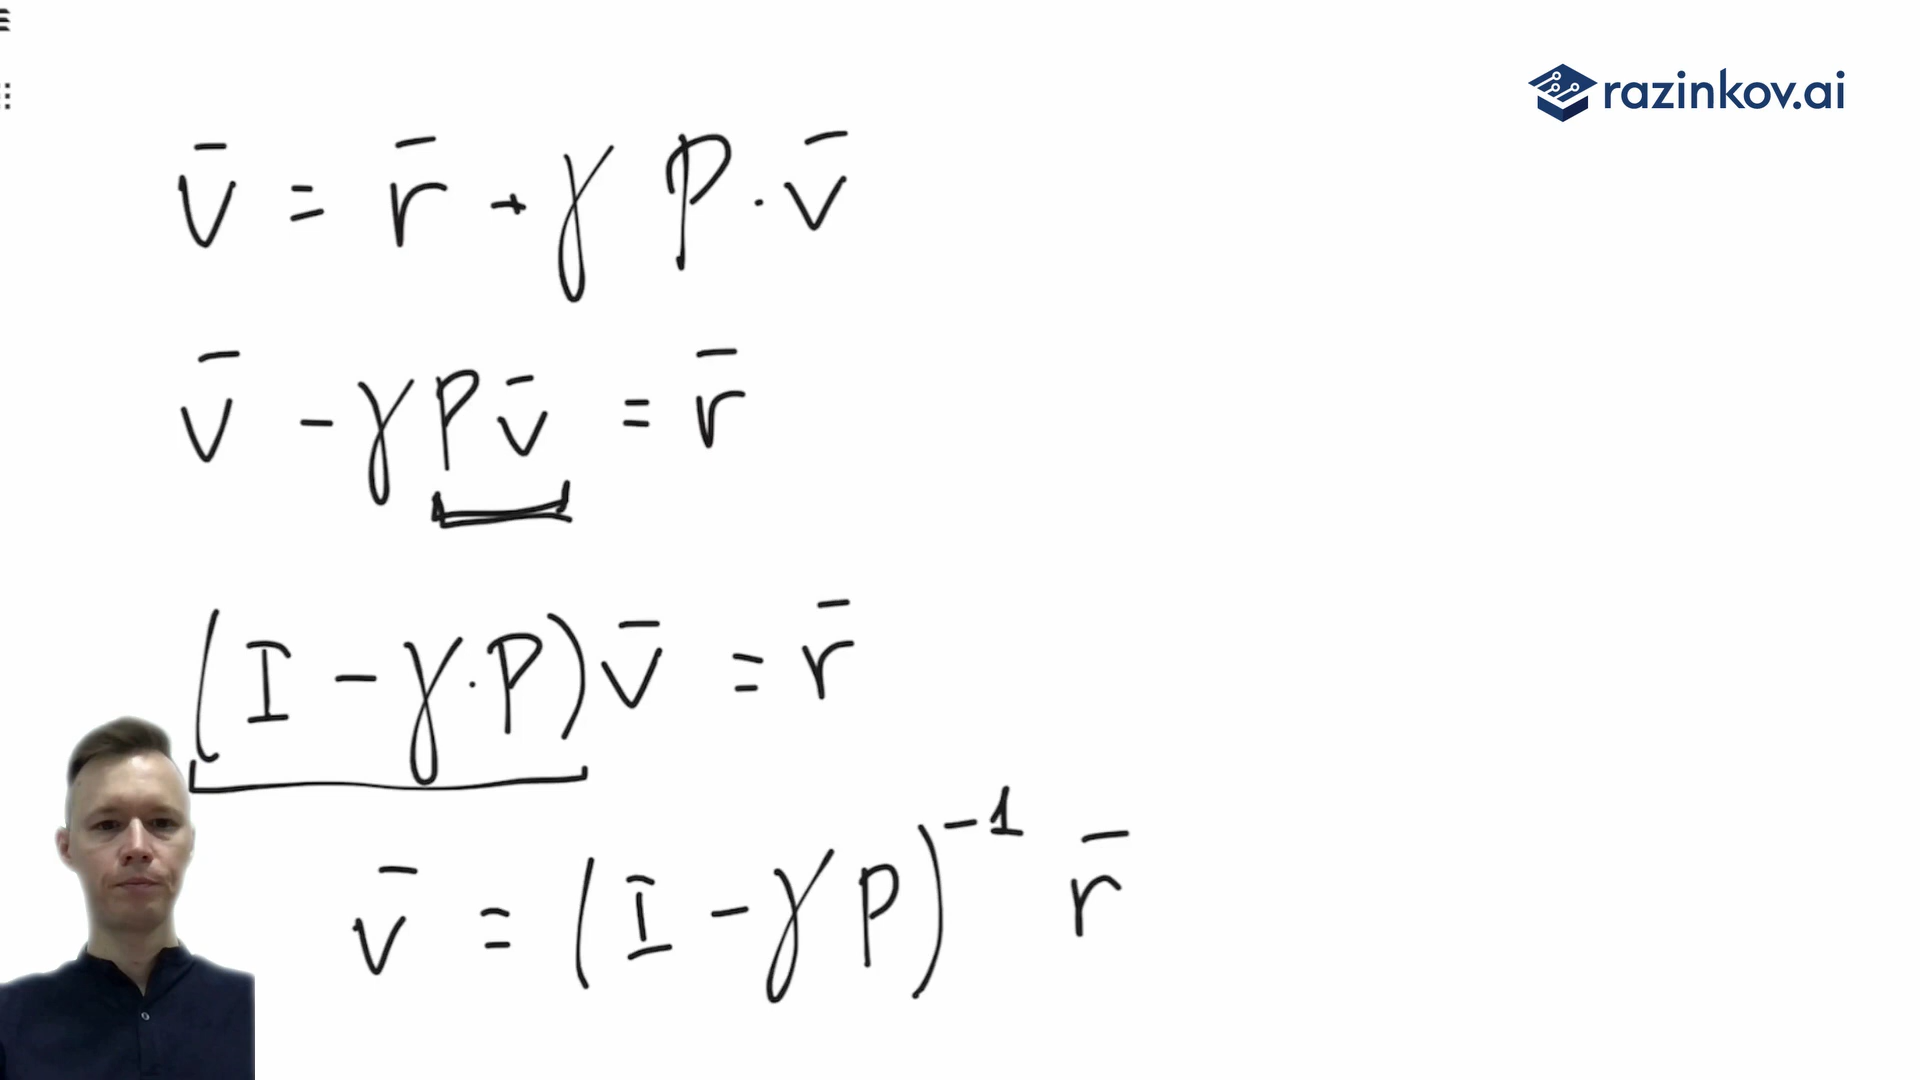 razinkov.ai
v̄ = r̄ + γ P · v̄
v̄ - γ P v̄ = r̄
(I - γ · P) v̄ = r̄
v̄ = (I - γ P)⁻¹ r̄